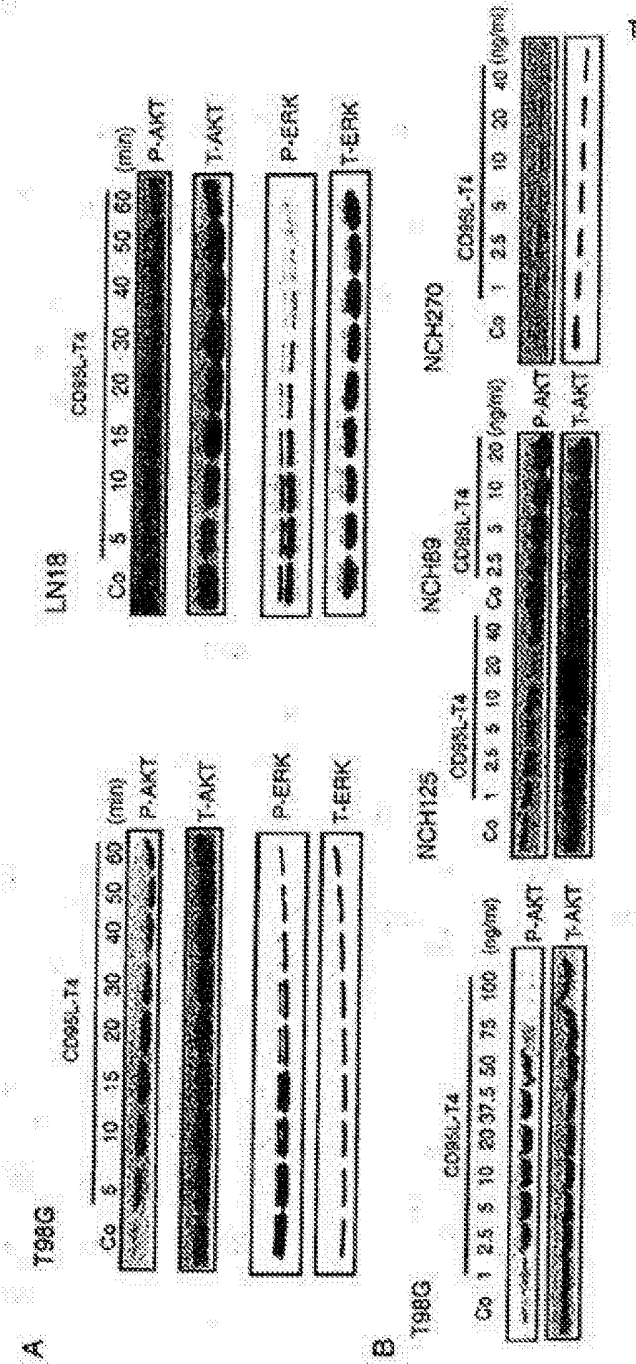 A
T98G
CD95L-T4
Co 5 10 15 20 30 40 50 60 (min)
P-AKT
T-AKT
P-ERK
T-ERK
LN18
CD95L-T4
Co 5 10 15 20 30 40 50 60 (min)
P-AKT
T-AKT
P-ERK
T-ERK
B
T98G
CD95L-T4
Co 1 2.5 5 10 20 37.5 50 75 100 (ng/ml)
P-AKT
T-AKT
NCH125
CD95L-T4
Co 1 2.5 5 10 20 40
NCH89
CD95L-T4
Co 2.5 5 10 20 (ng/ml)
P-AKT
T-AKT
NCH270
CD95L-T4
Co 1 2.5 5 10 20 40 (ng/ml)